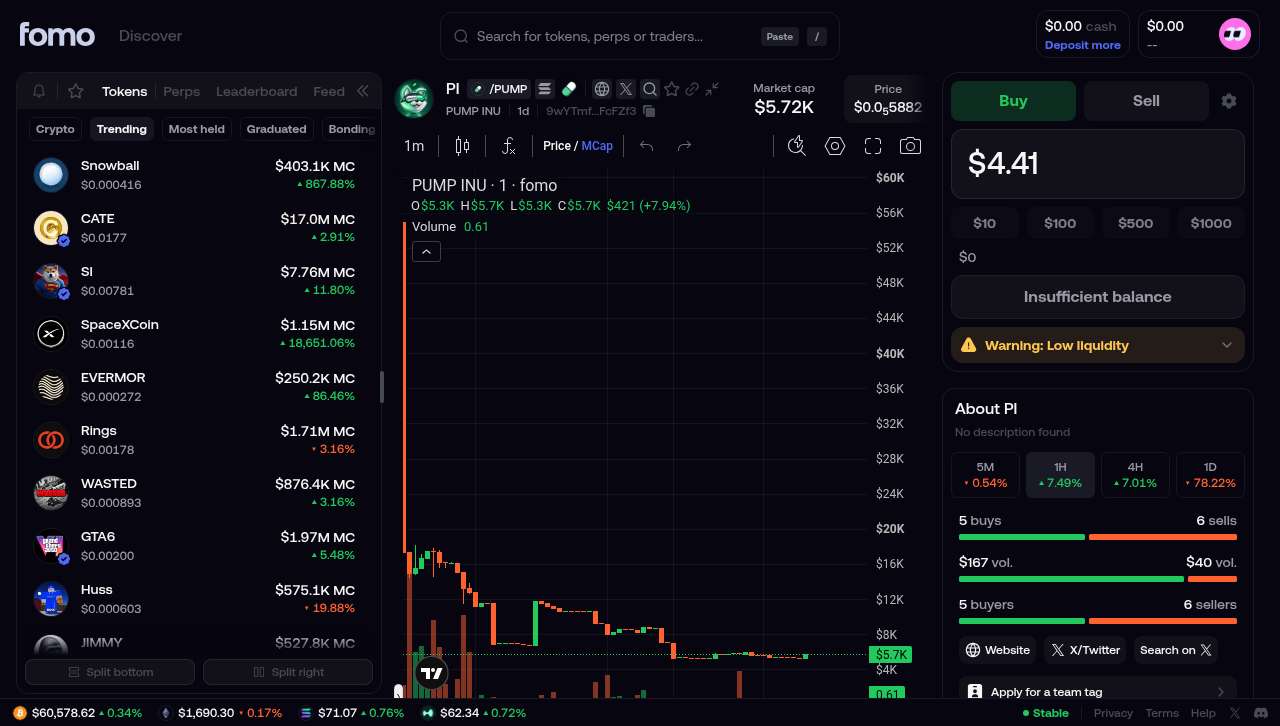 fomo
Discover
Search for tokens, perps or traders...
Paste
/
$0.00 cash
Deposit more
$0.00
--
Tokens
Perps
Leaderboard
Feed
Crypto
Trending
Most held
Graduated
Bonding
Snowball
$403.1K MC
$0.000416
867.88%
CATE
$17.0M MC
$0.0177
2.91%
SI
$7.76M MC
$0.00781
11.80%
SpaceXCoin
$1.15M MC
$0.00116
18,651.06%
EVERMOR
$250.2K MC
$0.000272
86.46%
Rings
$1.71M MC
$0.00178
3.16%
WASTED
$876.4K MC
$0.000893
3.16%
GTA6
$1.97M MC
$0.00200
5.48%
Huss
$575.1K MC
$0.000603
19.88%
JIMMY
$527.8K MC
Split bottom
Split right
PI
/PUMP
PUMP INU
1d
9wYTmf...FcFZf3
Market cap
$5.72K
Price
$0.0₅5882
1m
Price / MCap
PUMP INU · 1 · fomo
O$5.3K H$5.7K L$5.3K C$5.7K $421 (+7.94%)
Volume 0.61
$60K
$56K
$52K
$48K
$44K
$40K
$36K
$32K
$28K
$24K
$20K
$16K
$12K
$8K
$5.7K
$4K
0.61
Buy
Sell
$4.41
$10
$100
$500
$1000
$0
Insufficient balance
Warning: Low liquidity
About PI
No description found
5M
0.54%
1H
7.49%
4H
7.01%
1D
78.22%
5 buys
6 sells
$167 vol.
$40 vol.
5 buyers
6 sellers
Website
X/Twitter
Search on X
Apply for a team tag
$60,578.62 0.34%
$1,690.30 0.17%
$71.07 0.76%
$62.34 0.72%
Stable
Privacy
Terms
Help